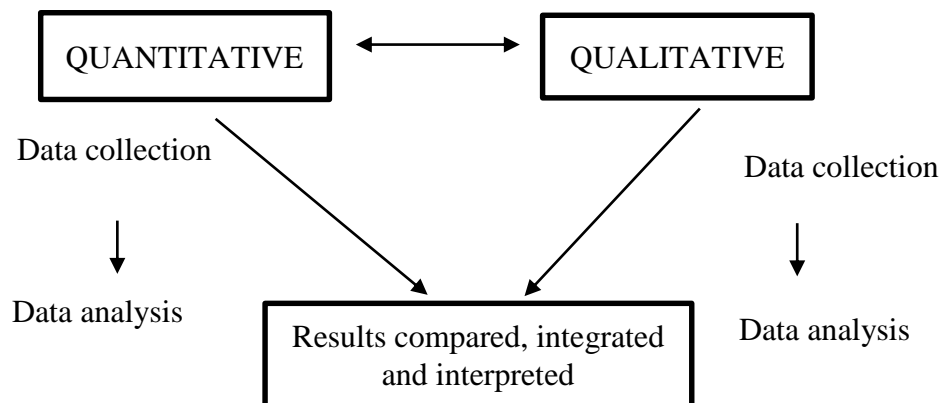 QUANTITATIVE
QUALITATIVE
Data collection
Data collection
Data analysis
Data analysis
Results compared, integrated
and interpreted